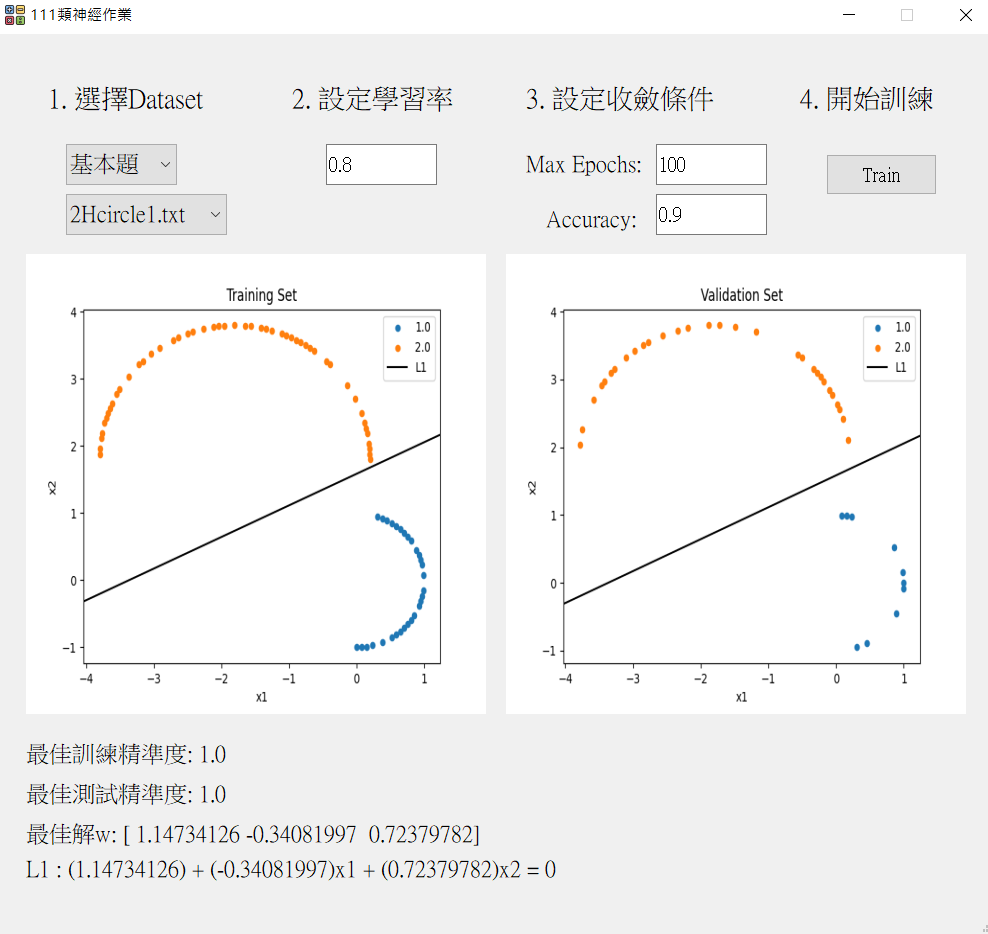 111類神經作業
1. 選擇Dataset
2. 設定學習率
3. 設定收斂條件
4. 開始訓練
基本題
2Hcircle1.txt
0.8
Max Epochs: 100
Accuracy: 0.9
Train
Training Set
1.0
2.0
L1
4
3
2
1
0
−1
x2
−4 −3 −2 −1 0 1
x1
Validation Set
1.0
2.0
L1
4
3
2
1
0
−1
x2
−4 −3 −2 −1 0 1
x1
最佳訓練精準度: 1.0
最佳測試精準度: 1.0
最佳解w: [ 1.14734126 -0.34081997  0.72379782]
L1 : (1.14734126) + (-0.34081997)x1 + (0.72379782)x2 = 0